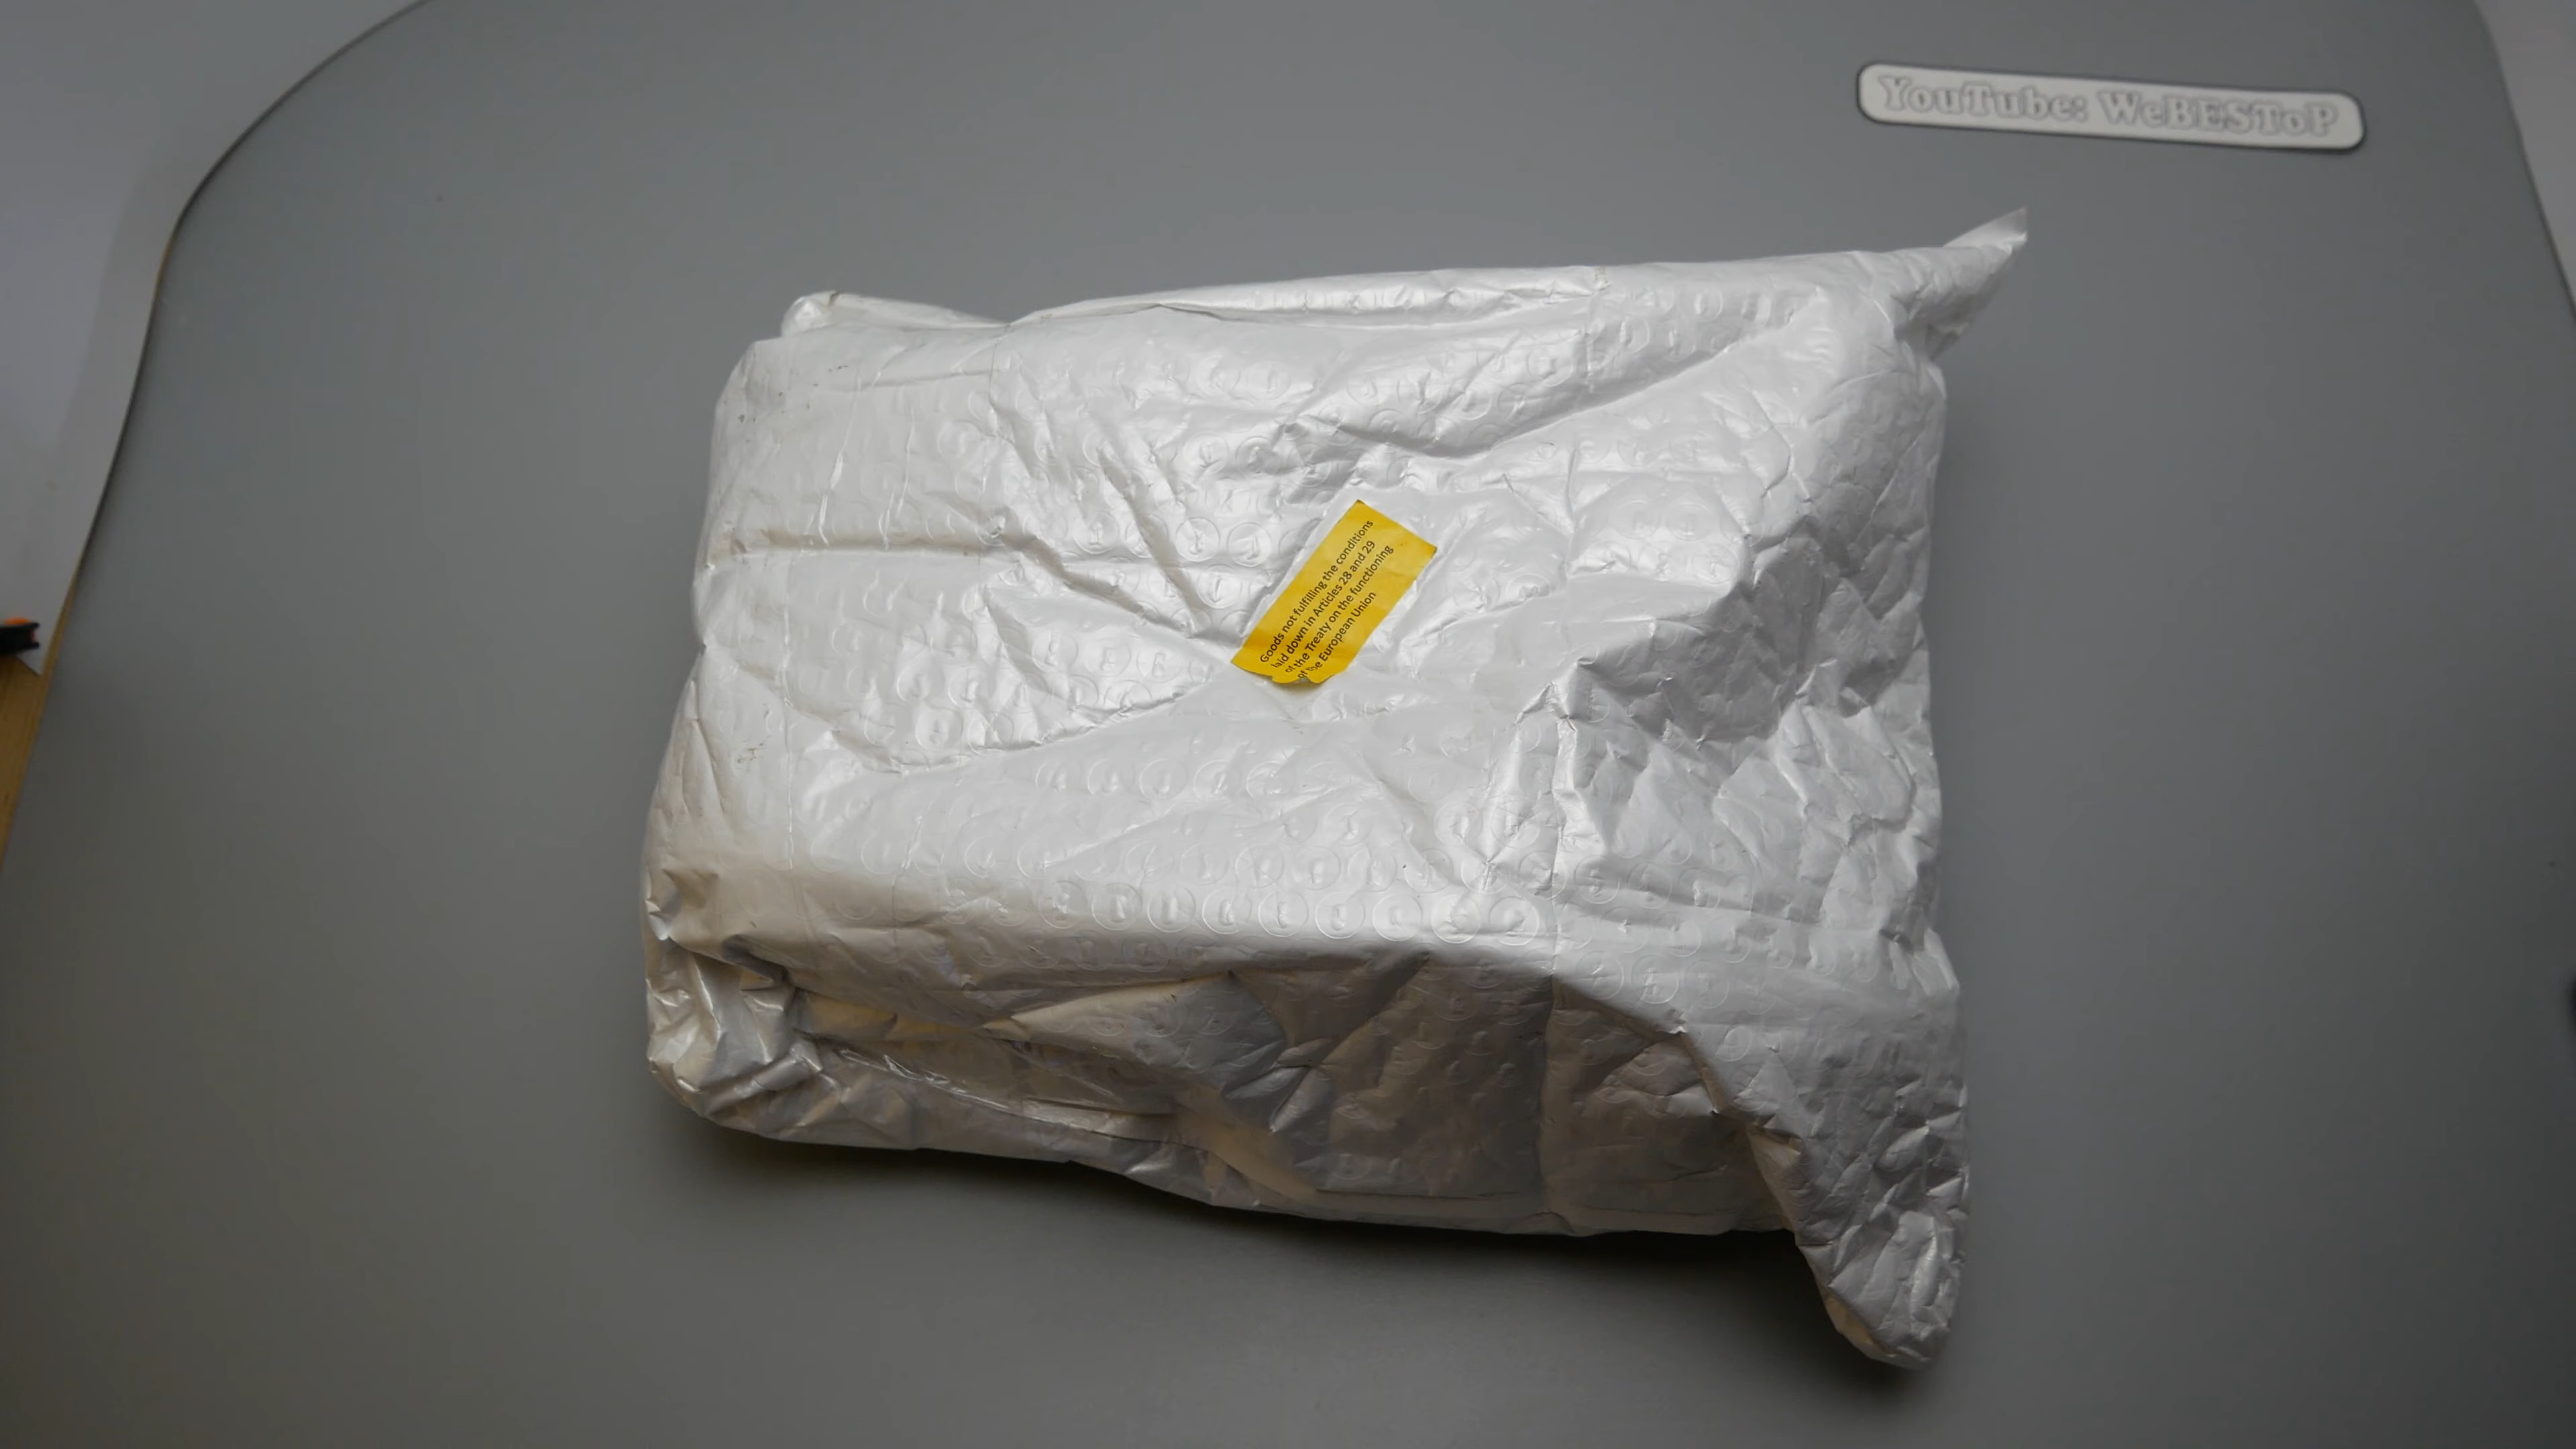 YouTube: WeBESToP
Goods not fulfilling the conditions
laid down in Articles 28 and 29
of the Treaty on the functioning
of the European Union